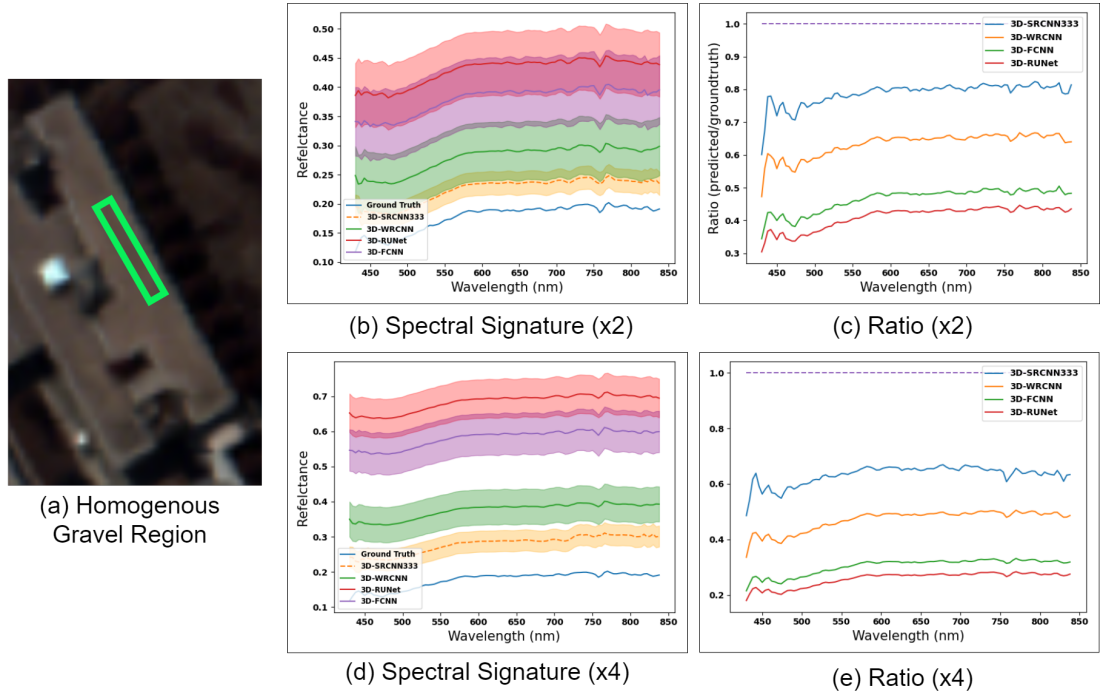 (a) Homogenous
Gravel Region
0.50
0.45
0.40
0.35
0.30
0.25
0.20
0.15
0.10
Refelctance
Ground Truth
3D-SRCNN333
3D-WRCNN
3D-RUNet
3D-FCNN
450 500 550 600 650 700 750 800 850
Wavelength (nm)
(b) Spectral Signature (x2)
1.0
0.9
0.8
0.7
0.6
0.5
0.4
0.3
Ratio (predicted/groundtruth)
3D-SRCNN333
3D-WRCNN
3D-FCNN
3D-RUNet
450 500 550 600 650 700 750 800 850
Wavelength (nm)
(c) Ratio (x2)
0.7
0.6
0.5
0.4
0.3
0.2
0.1
Refelctance
Ground Truth
3D-SRCNN333
3D-WRCNN
3D-RUNet
3D-FCNN
450 500 550 600 650 700 750 800 850
Wavelength (nm)
(d) Spectral Signature (x4)
1.0
0.8
0.6
0.4
0.2
Ratio (predicted/groundtruth)
3D-SRCNN333
3D-WRCNN
3D-FCNN
3D-RUNet
450 500 550 600 650 700 750 800 850
Wavelength (nm)
(e) Ratio (x4)